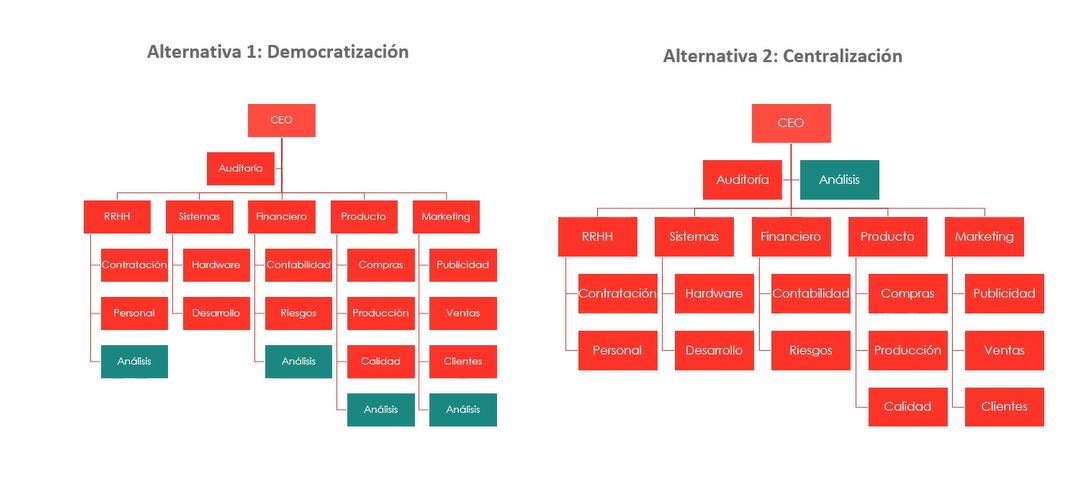 Alternativa 1: Democratización
CEO
Auditoría
RRHH Sistemas Financiero Producto Marketing
Contratación Hardware Contabilidad Compras Publicidad
Personal Desarrollo Riesgos Producción Ventas
Análisis Análisis Calidad Clientes
Análisis Análisis
Alternativa 2: Centralización
CEO
Auditoría Análisis
RRHH Sistemas Financiero Producto Marketing
Contratación Hardware Contabilidad Compras Publicidad
Personal Desarrollo Riesgos Producción Ventas
Calidad Clientes